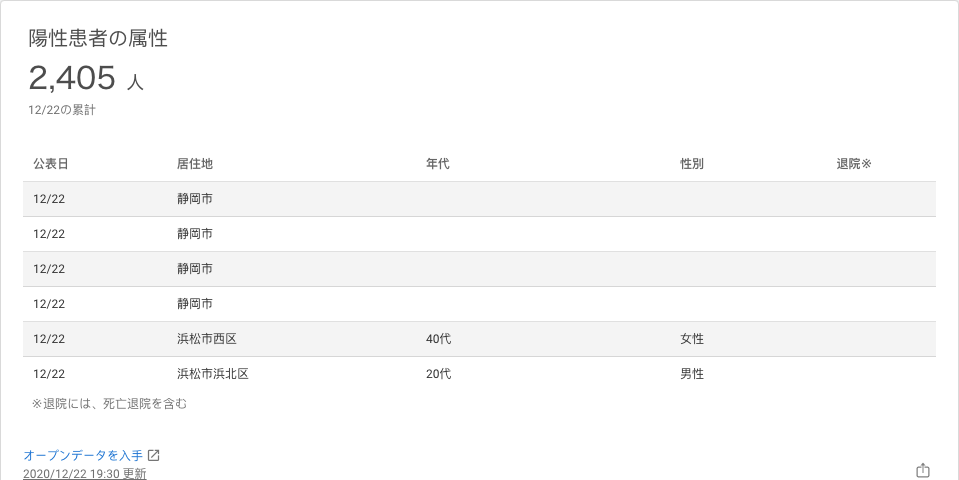 陽性患者の属性
2,405 人
12/22の累計
公表日 居住地 年代 性別 退院※
12/22 静岡市
12/22 静岡市
12/22 静岡市
12/22 静岡市
12/22 浜松市西区 40代 女性
12/22 浜松市浜北区 20代 男性
※退院には、死亡退院を含む
オープンデータを入手
2020/12/22 19:30 更新